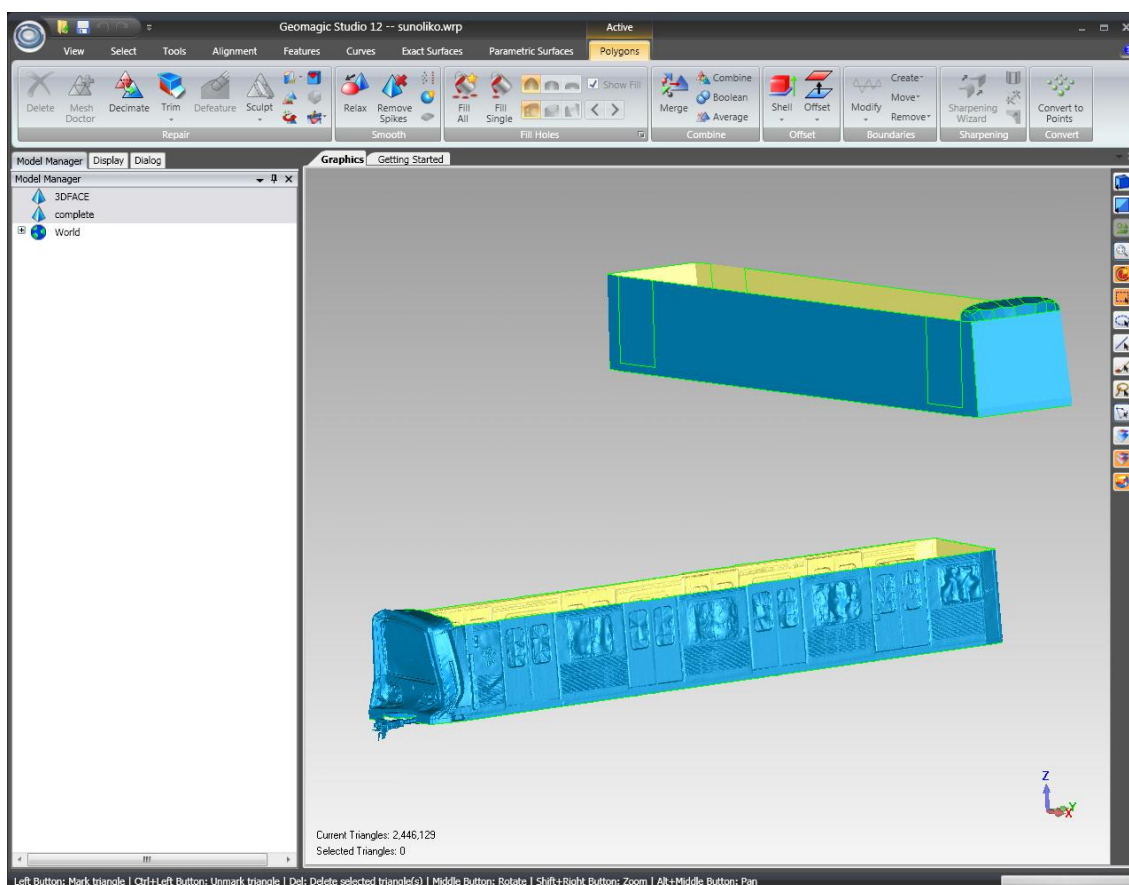 Geomagic Studio 12 -- sunoliko.wrp
Active
View Select Tools Alignment Features Curves Exact Surfaces Parametric Surfaces Polygons
Delete Mesh Doctor Decimate Trim Defeature Sculpt
Repair
Relax Remove Spikes
Smooth
Fill All Fill Single Show Fill
Fill Holes
Merge Combine Boolean Average
Combine
Shell Offset
Offset
Modify Create Move Remove
Boundaries
Sharpening Wizard
Sharpening
Convert to Points
Convert
Model Manager Display Dialog
Graphics Getting Started
Model Manager
3DFACE
complete
World
Z
Y
X
Current Triangles: 2,446,129
Selected Triangles: 0
Left Button: Mark triangle | Ctrl+Left Button: Unmark triangle | Del: Delete selected triangle(s) | Middle Button: Rotate | Shift+Right Button: Zoom | Alt+Middle Button: Pan